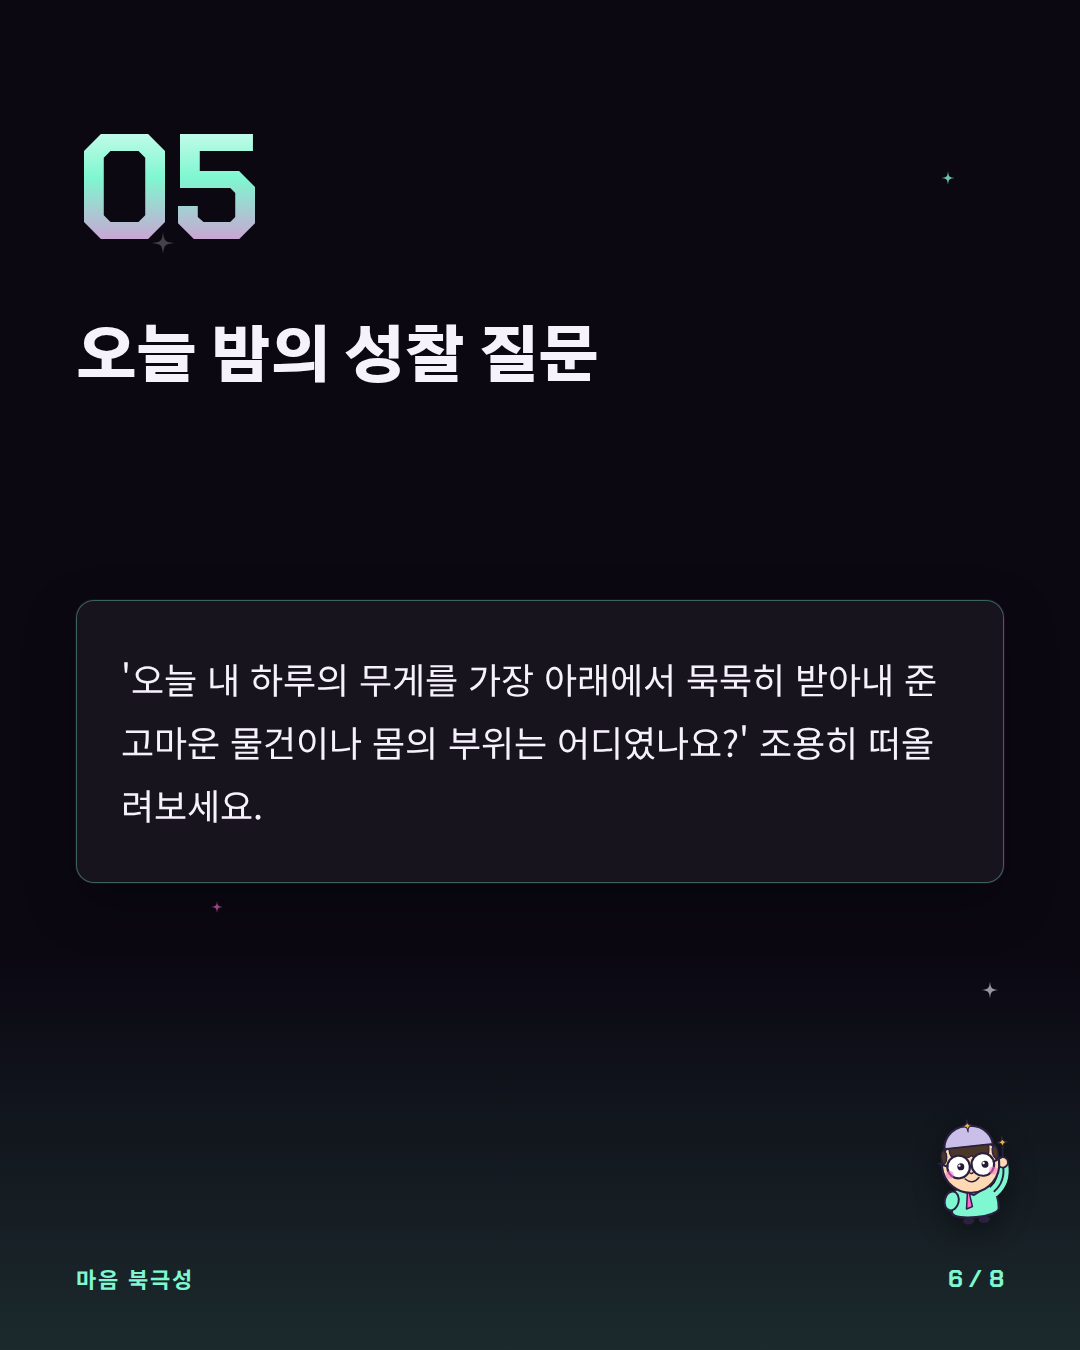 05
오늘 밤의 성찰 질문
'오늘 내 하루의 무게를 가장 아래에서 묵묵히 받아내 준
고마운 물건이나 몸의 부위는 어디였나요?' 조용히 떠올
려보세요.
마음 북극성
6 / 8